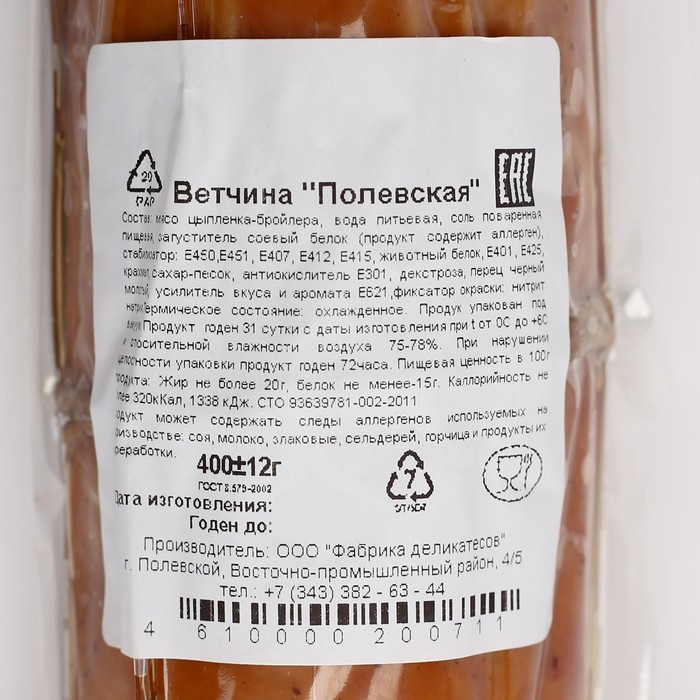 20
PAP
Ветчина "Полевская"
EAC
Состав: мясо цыпленка-бройлера, вода питьевая, соль поваренная
пищевая, загуститель соевый белок (продукт содержит аллерген),
стабилизатор: Е450,Е451, Е407, Е412, Е415, животный белок, Е401, Е425,
крахмал, сахар-песок, антиокислитель Е301, декстроза, перец черный
молотый, усилитель вкуса и аромата Е621,фиксатор окраски: нитрит
натрия Термическое состояние: охлажденное. Продук упакован под
вакуум Продукт годен 31 сутки с даты изготовления при t от 0С до +6С
и относительной влажности воздуха 75-78%. При нарушении
целостности упаковки продукт годен 72часа. Пищевая ценность в 100г
продукта: Жир не более 20г, белок не менее-15г. Каллорийность не
более 320кКал, 1338 кДж. СТО 93639781-002-2011
Продукт может содержать следы аллергенов используемых на
производстве: соя, молоко, злаковые, сельдерей, горчица и продукты их
переработки.
400±12г
ГОСТ 8.579-2002
7
Дата изготовления:
Годен до:
Производитель: ООО "Фабрика деликатесов"
г. Полевской, Восточно-промышленный район, 4/5
тел.: +7 (343) 382 - 63 - 44
4 610000 200711